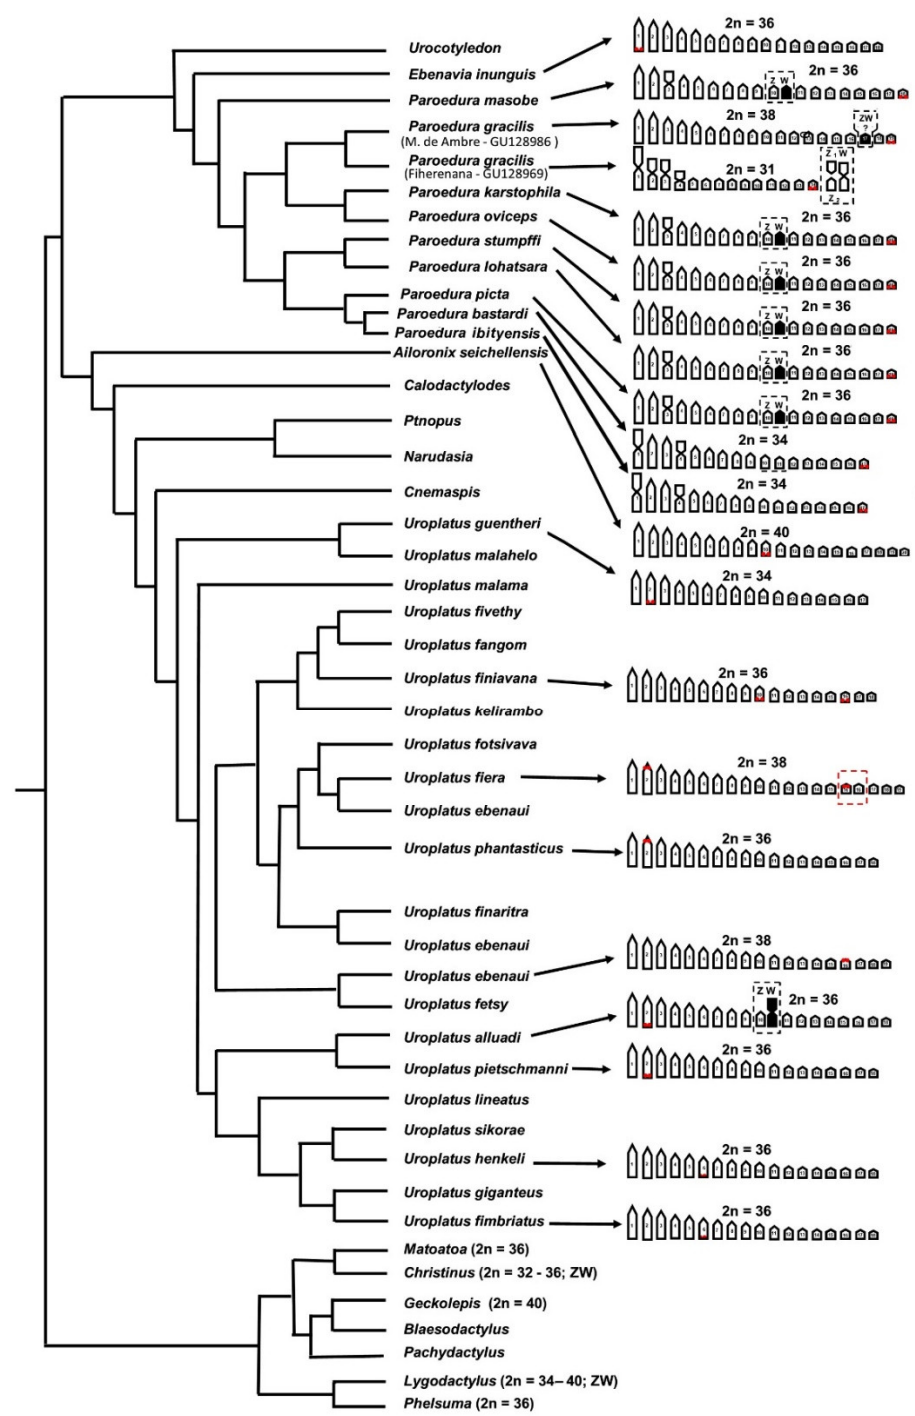 Urocotyledon
2n = 36
Ebenavia inunguis
Z W
2n = 36
Paroedura masobe
2n = 38
ZW
?
Paroedura gracilis
(M. de Ambre - GU128986 )
Paroedura gracilis
(Fiherenana - GU128969)
2n = 31
Z W
Z
Paroedura karstophila
Z W
2n = 36
Paroedura oviceps
Z W
2n = 36
Paroedura stumpffi
Z W
2n = 36
Paroedura lohatsara
Z W
2n = 36
Paroedura picta
Z W
2n = 36
Paroedura bastardi
2n = 34
Paroedura ibityensis
2n = 34
Ailoronix seichellensis
2n = 40
Calodactylodes
Ptnopus
Narudasia
Cnemaspis
Uroplatus guentheri
2n = 34
Uroplatus malahelo
Uroplatus malama
Uroplatus fivethy
Uroplatus fangom
Uroplatus finiavana
2n = 36
Uroplatus kelirambo
Uroplatus fotsivava
Uroplatus fiera
2n = 38
Uroplatus ebenaui
Uroplatus phantasticus
2n = 36
Uroplatus finaritra
Uroplatus ebenaui
Uroplatus ebenaui
2n = 38
Uroplatus fetsy
Uroplatus alluadi
Z W
2n = 36
Uroplatus pietschmanni
2n = 36
Uroplatus lineatus
Uroplatus sikorae
Uroplatus henkeli
2n = 36
Uroplatus giganteus
Uroplatus fimbriatus
2n = 36
Matoatoa (2n = 36)
Christinus (2n = 32 - 36; ZW)
Geckolepis (2n = 40)
Blaesodactylus
Pachydactylus
Lygodactylus (2n = 34– 40; ZW)
Phelsuma (2n = 36)